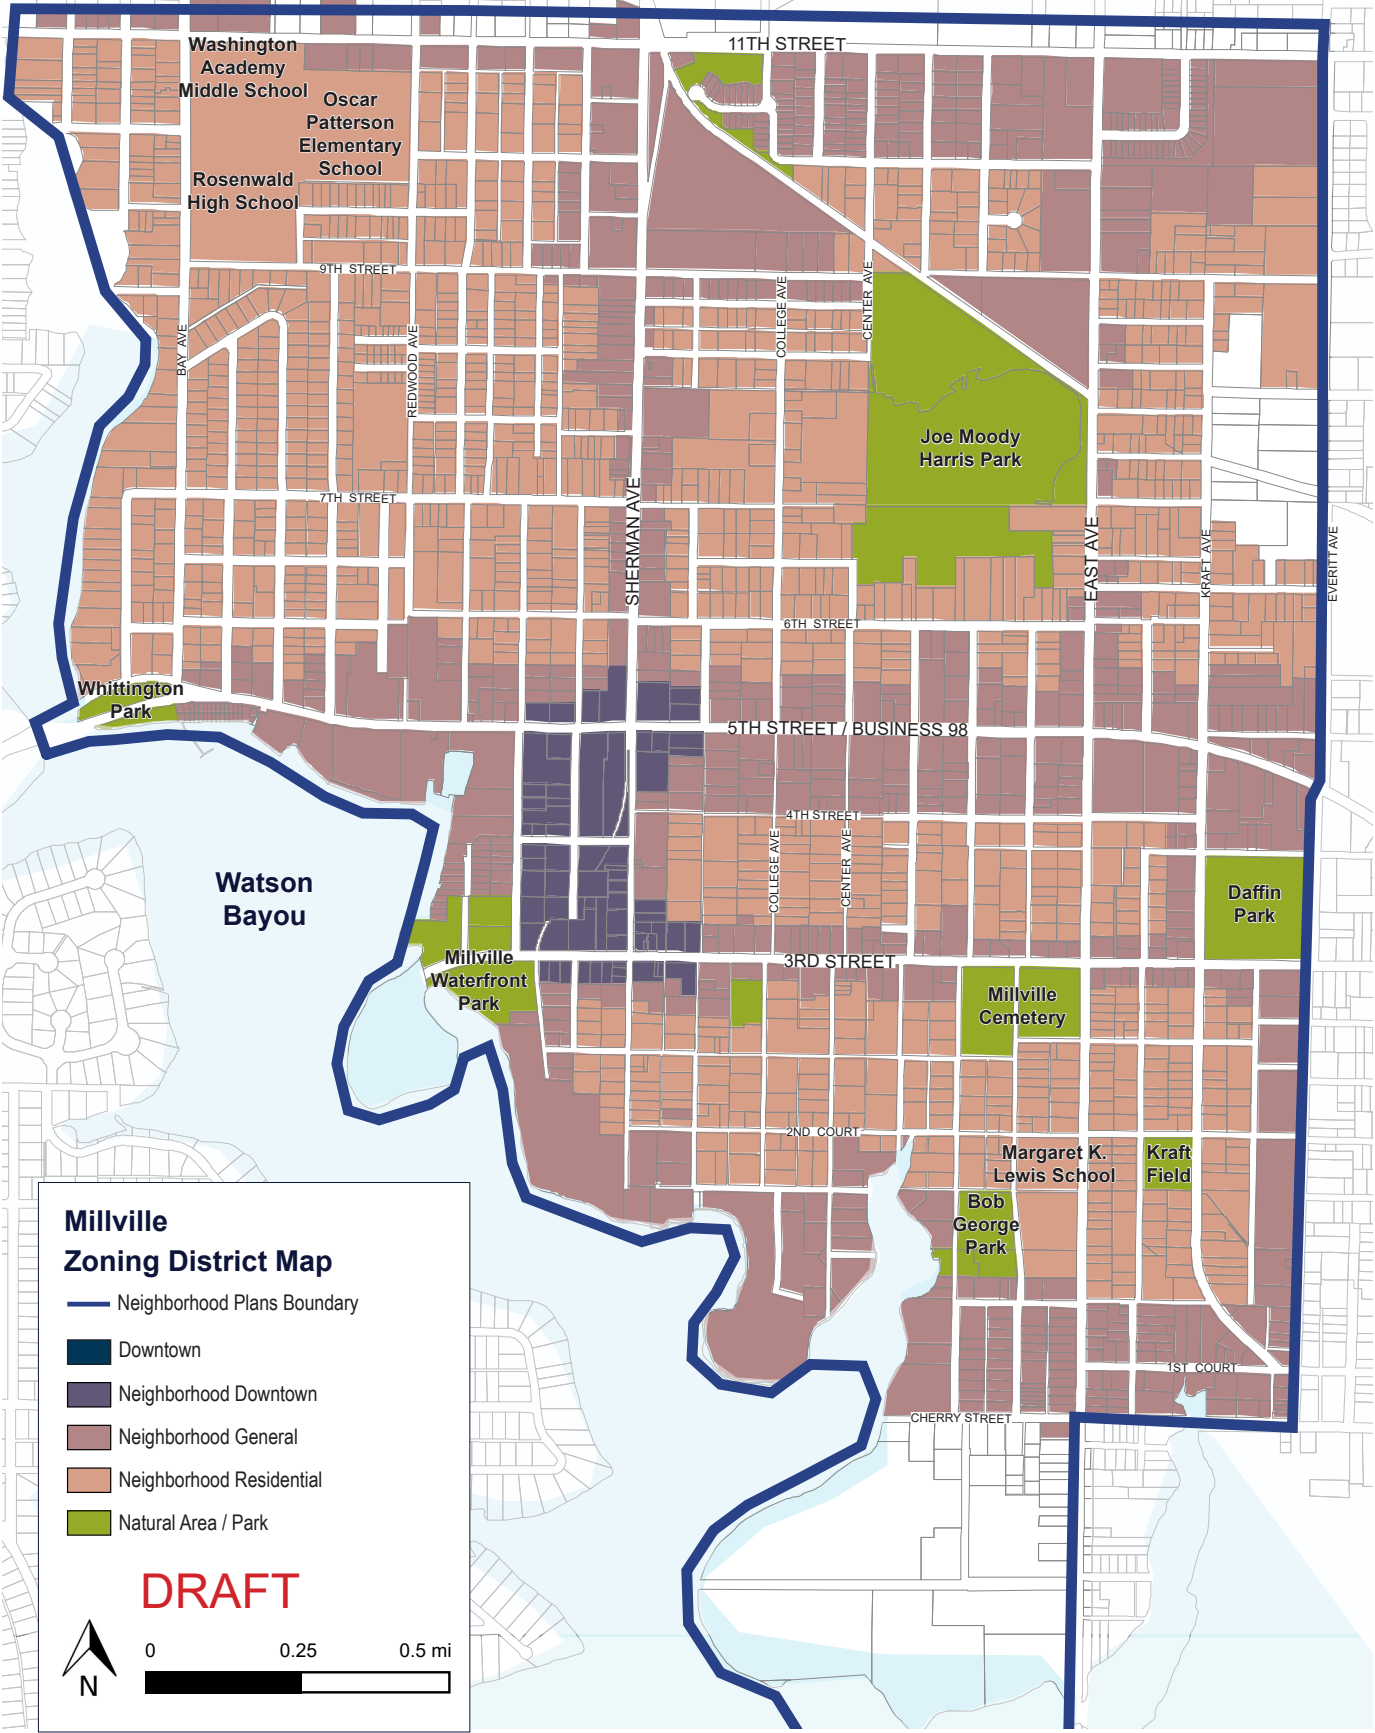 11TH STREET
Washington
Academy
Middle School
Oscar
Patterson
Elementary
School
Rosenwald
High School
9TH STREET
BAY AVE
REDWOOD AVE
COLLEGE AVE
CENTER AVE
Joe Moody
Harris Park
7TH STREET
SHERMAN AVE
EAST AVE
KRAFT AVE
EVERITT AVE
6TH STREET
Whittington
Park
5TH STREET / BUSINESS 98
4TH STREET
COLLEGE AVE
CENTER AVE
Watson
Bayou
Daffin
Park
3RD STREET
Millville
Waterfront
Park
Millville
Cemetery
2ND COURT
Margaret K.
Lewis School
Kraft
Field
Bob
George
Park
1ST COURT
CHERRY STREET
Millville
Zoning District Map
Neighborhood Plans Boundary
Downtown
Neighborhood Downtown
Neighborhood General
Neighborhood Residential
Natural Area / Park
DRAFT
N
0 0.25 0.5 mi